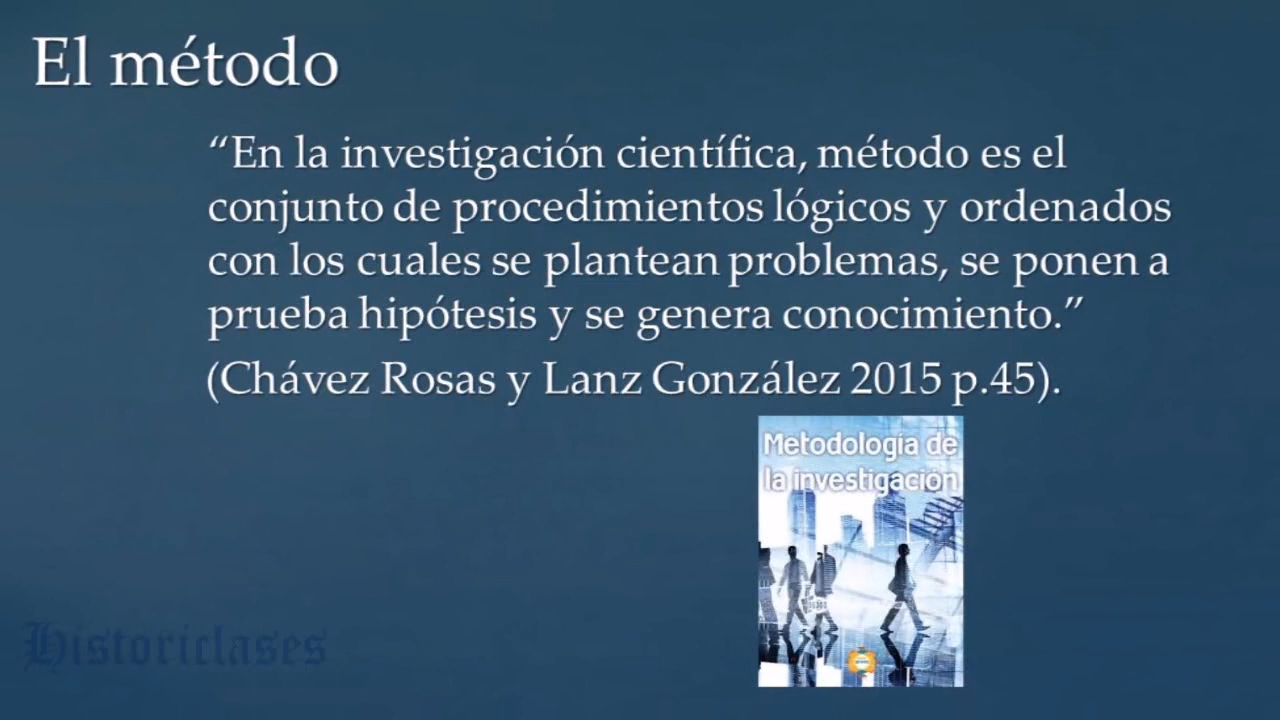 El método
“En la investigación científica, método es el
conjunto de procedimientos lógicos y ordenados
con los cuales se plantean problemas, se ponen a
prueba hipótesis y se genera conocimiento.”
(Chávez Rosas y Lanz González 2015 p.45).
Metodología de
la investigación
Historiclases